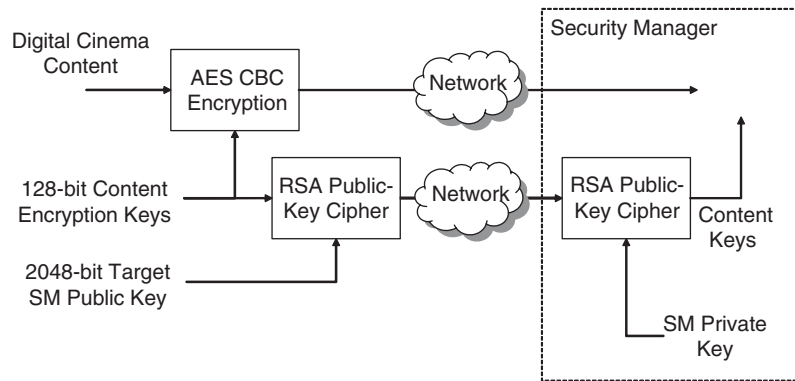 Security Manager
Digital Cinema
Content
AES CBC
Encryption
Network
128-bit Content
Encryption Keys
RSA Public-
Key Cipher
Network
RSA Public-
Key Cipher
Content
Keys
2048-bit Target
SM Public Key
SM Private
Key